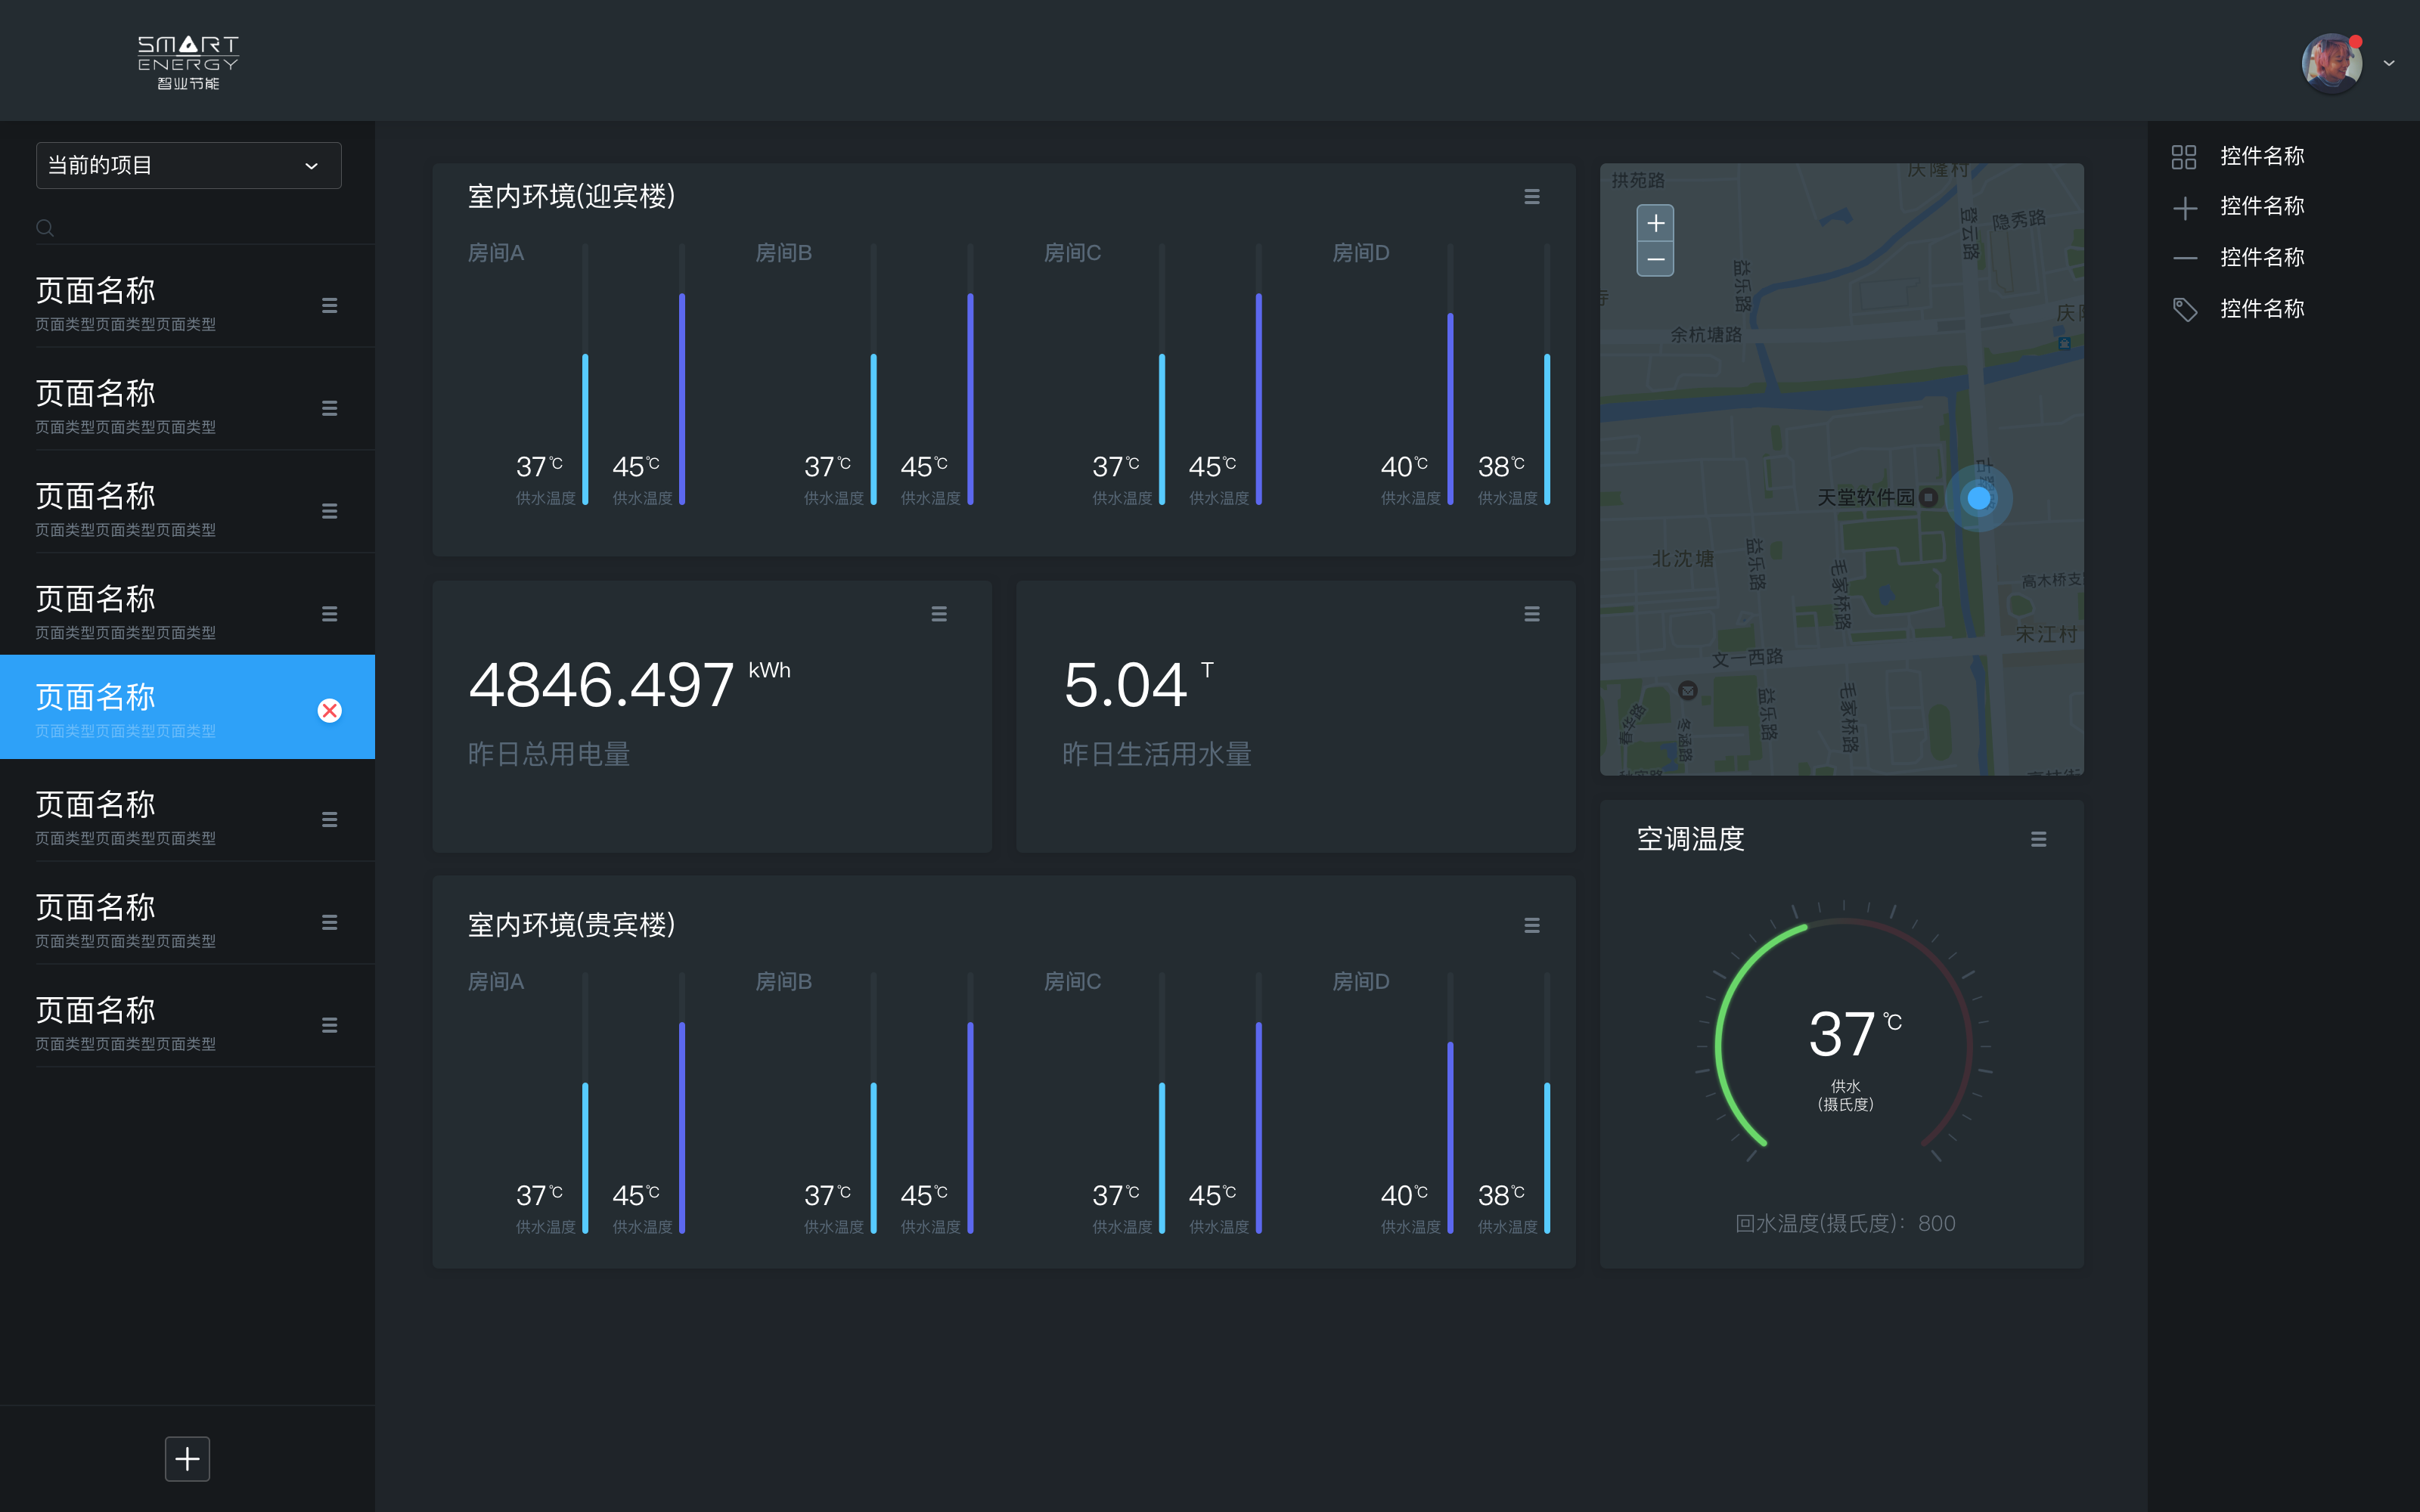 SMART
ENERGY
智业节能
当前的项目
页面名称
页面类型页面类型页面类型
页面名称
页面类型页面类型页面类型
页面名称
页面类型页面类型页面类型
页面名称
页面类型页面类型页面类型
页面名称
页面类型页面类型页面类型
页面名称
页面类型页面类型页面类型
页面名称
页面类型页面类型页面类型
页面名称
页面类型页面类型页面类型
室内环境(迎宾楼)
房间A
37℃
供水温度
45℃
供水温度
房间B
37℃
供水温度
45℃
供水温度
房间C
37℃
供水温度
45℃
供水温度
房间D
40℃
供水温度
38℃
供水温度
4846.497 kWh
昨日总用电量
5.04 T
昨日生活用水量
室内环境(贵宾楼)
房间A
37℃
供水温度
45℃
供水温度
房间B
37℃
供水温度
45℃
供水温度
房间C
37℃
供水温度
45℃
供水温度
房间D
40℃
供水温度
38℃
供水温度
拱苑路
庆隆村
登云路
隐秀路
益乐路
余杭塘路
天堂软件园
北沈塘
益乐路
毛家桥路
高木桥支
宋江村
文一西路
益乐路
毛家桥路
冬涵路
空调温度
37℃
供水
(摄氏度)
回水温度(摄氏度)：800
控件名称
控件名称
控件名称
控件名称